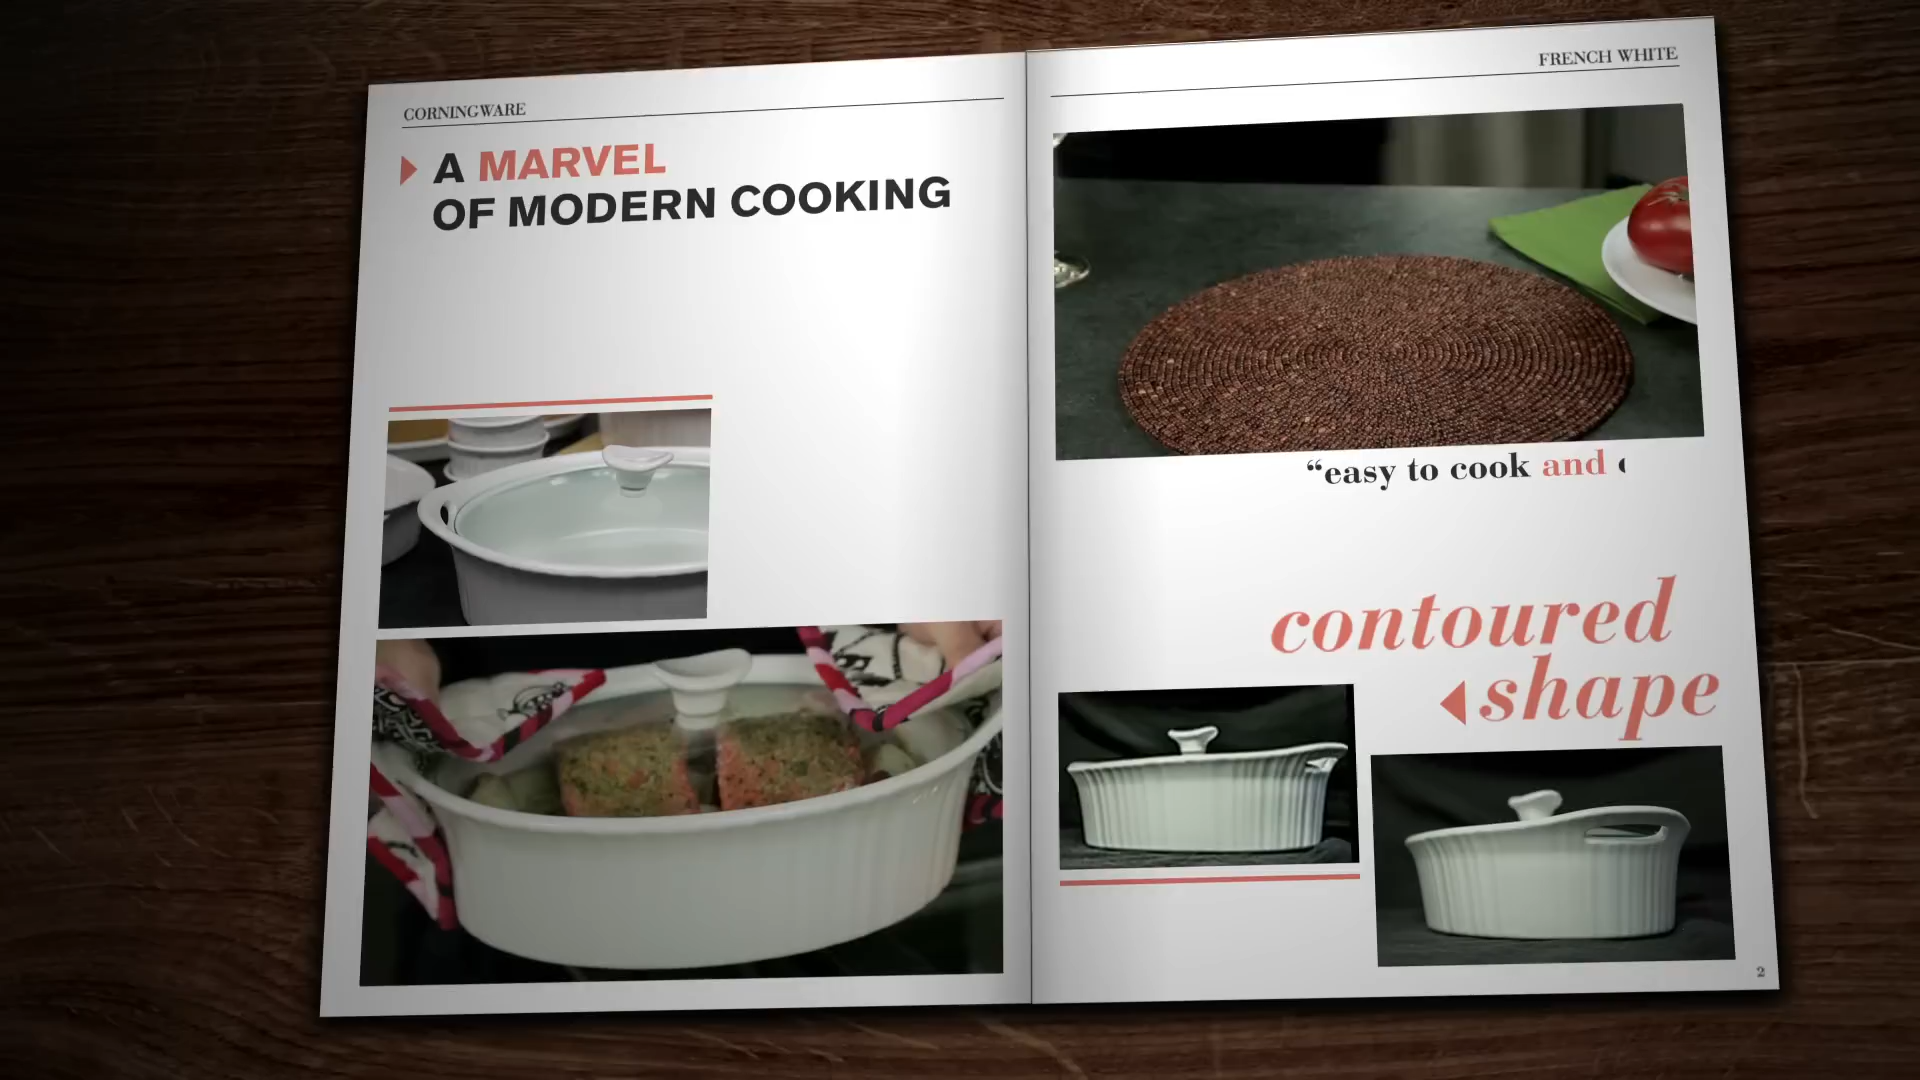 CORNINGWARE
A MARVEL
OF MODERN COOKING
FRENCH WHITE
“easy to cook and
contoured
shape
2